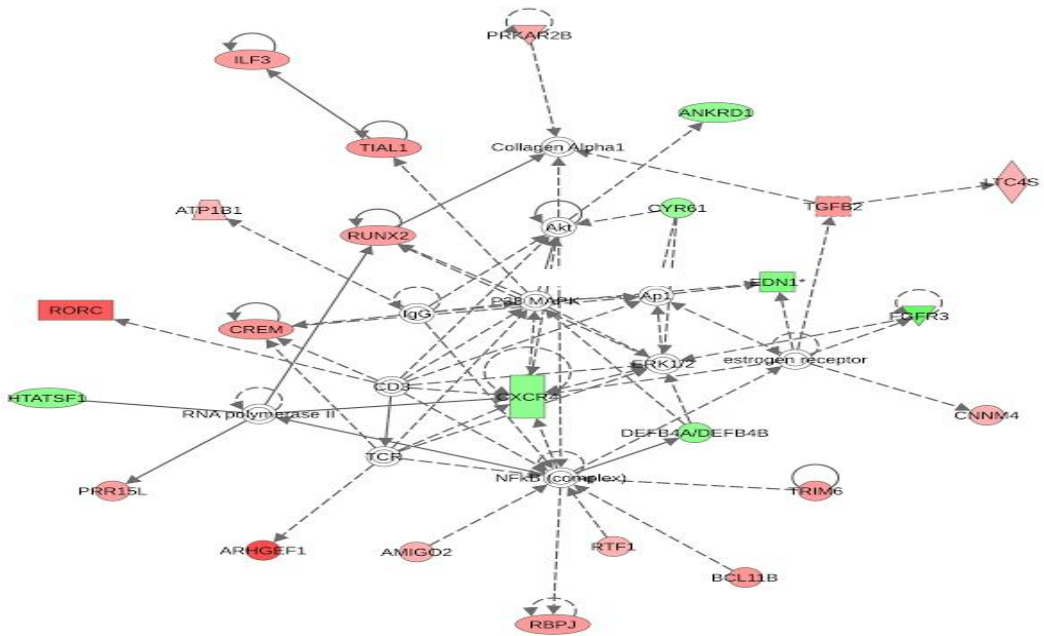 PRKAR2B
ILF3
ANKRD1
TIAL1
Collagen Alpha1
LTC4S
ATP1B1
TGFB2
CYR61
RUNX2
Akt
EDN1*
P38 MAPK
Ap1
RORC
IgG
FGFR3
CREM
estrogen receptor
ERK1/2
CD3
HTATSF1
CXCR4
RNA polymerase II
CNNM4
DEFB4A/DEFB4B
TCR
NFkB (complex)
PRR15L
TRIM6
ARHGEF1
AMIGO2
RTF1
BCL11B
RBPJ